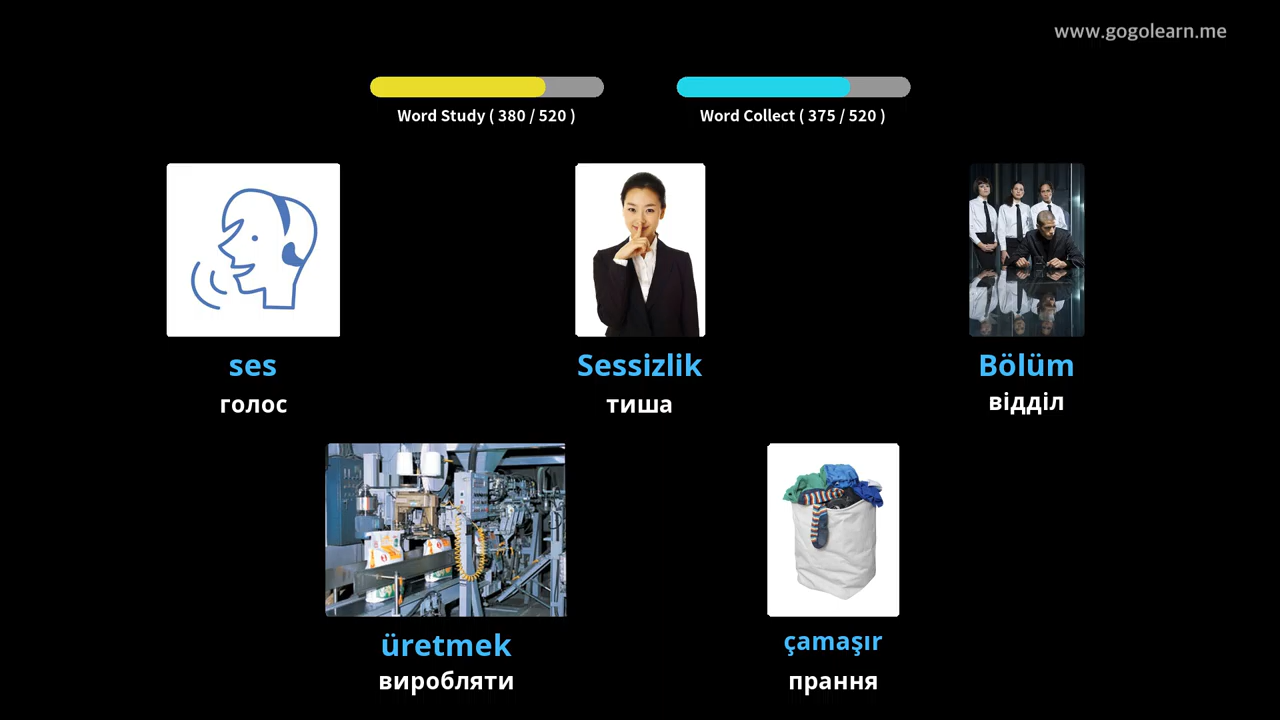 www.gogolearn.me
Word Study ( 380 / 520 )
Word Collect ( 375 / 520 )
ses
голос
Sessizlik
тиша
Bölüm
відділ
üretmek
виробляти
çamaşır
прання